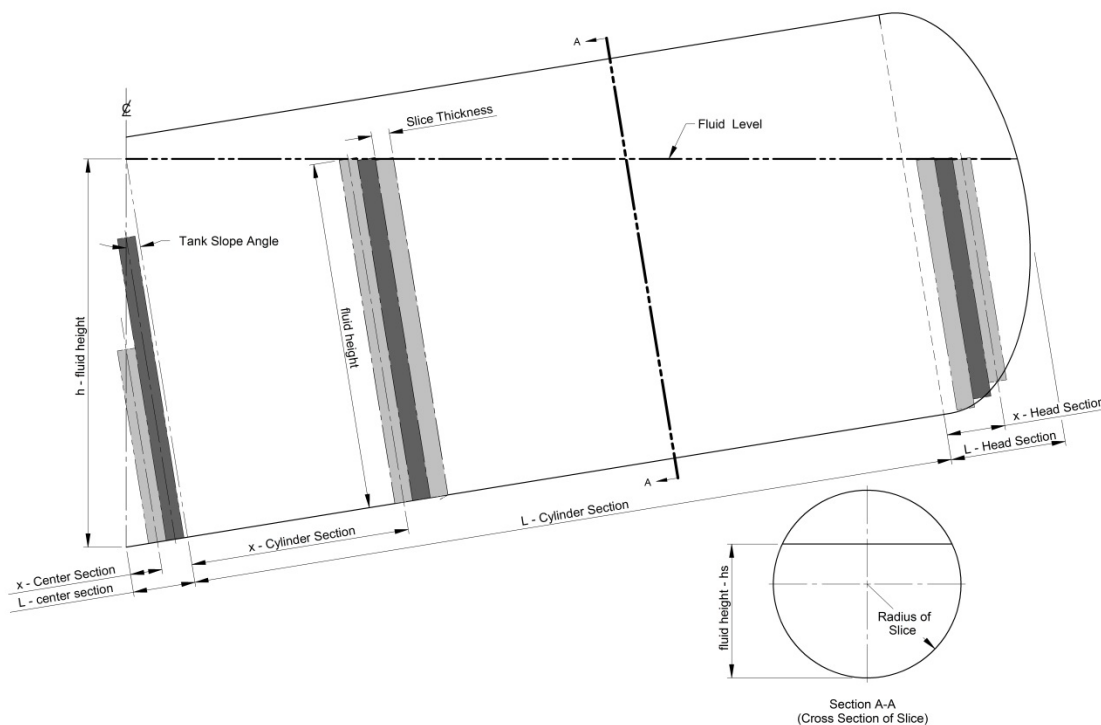 A
℄
Slice Thickness
Fluid Level
Tank Slope Angle
h - fluid height
fluid height
A
x - Head Section
L - Head Section
L - Cylinder Section
x - Cylinder Section
x - Center Section
L - center section
fluid height - hs
Radius of
Slice
Section A-A
(Cross Section of Slice)